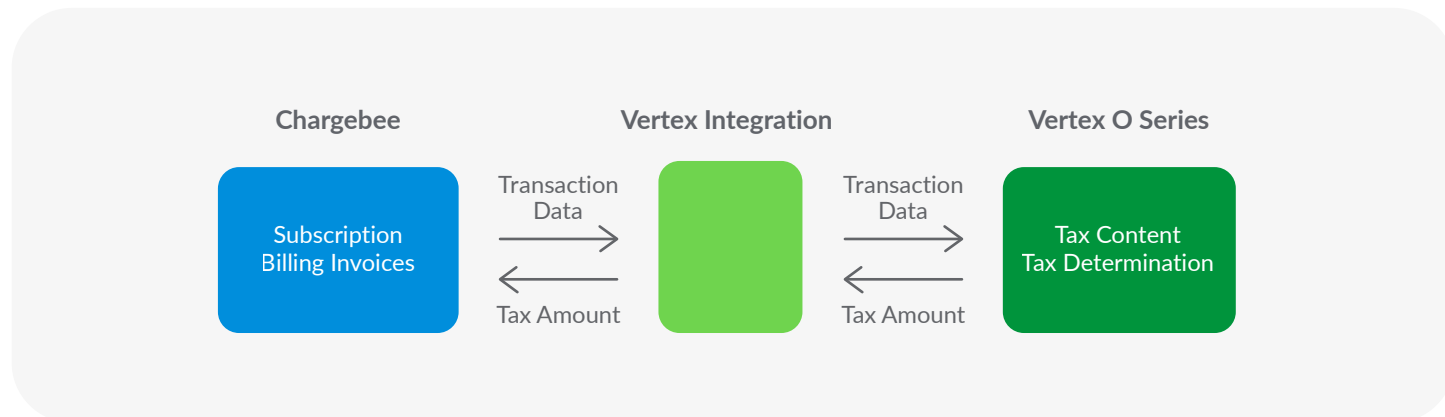 Chargebee
Vertex Integration
Vertex O Series
Subscription
Billing Invoices
Transaction
Data
Tax Amount
Transaction
Data
Tax Amount
Tax Content
Tax Determination